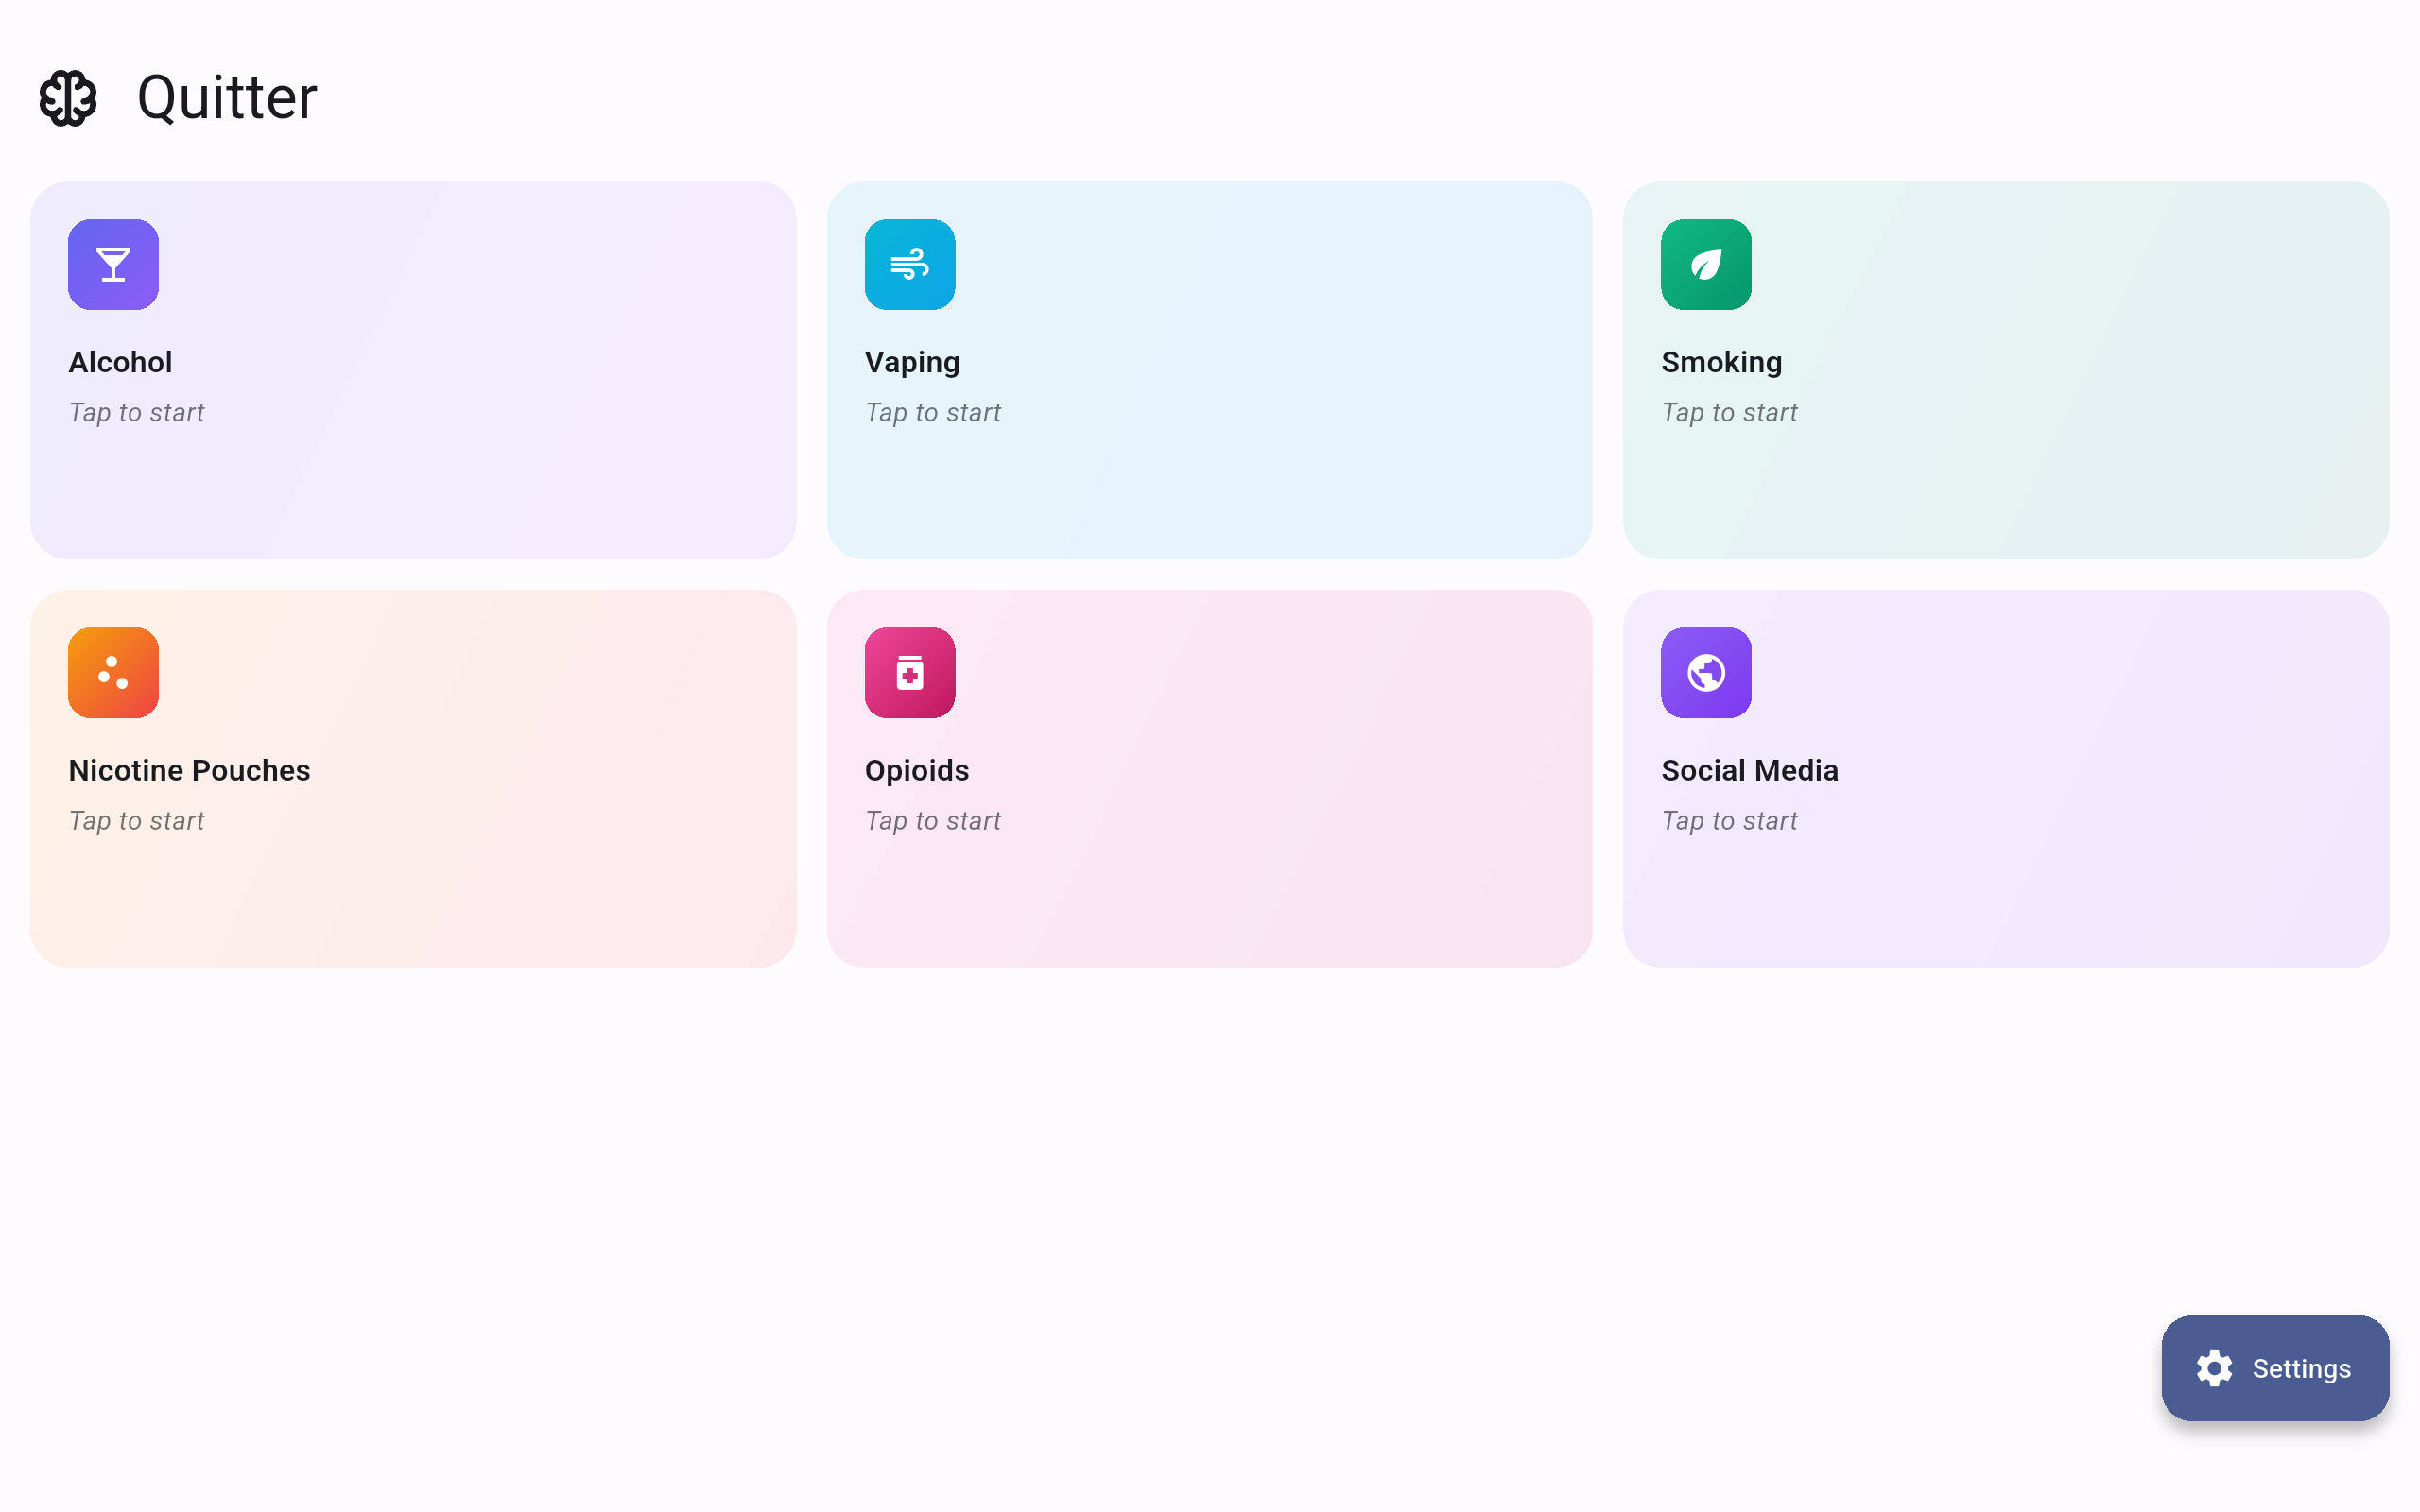 Quitter
Alcohol
Tap to start
Vaping
Tap to start
Smoking
Tap to start
Nicotine Pouches
Tap to start
Opioids
Tap to start
Social Media
Tap to start
Settings